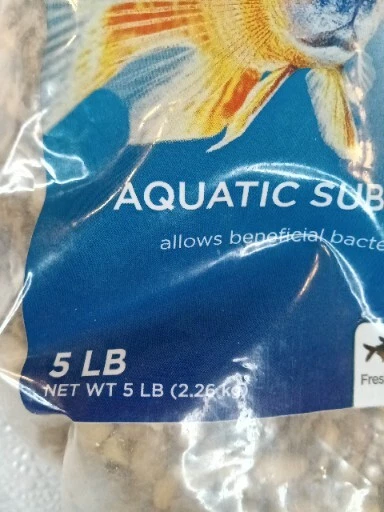 AQUATIC SUB
allows beneficial bacte
5 LB
NET WT 5 LB (2.26 kg)
Fres